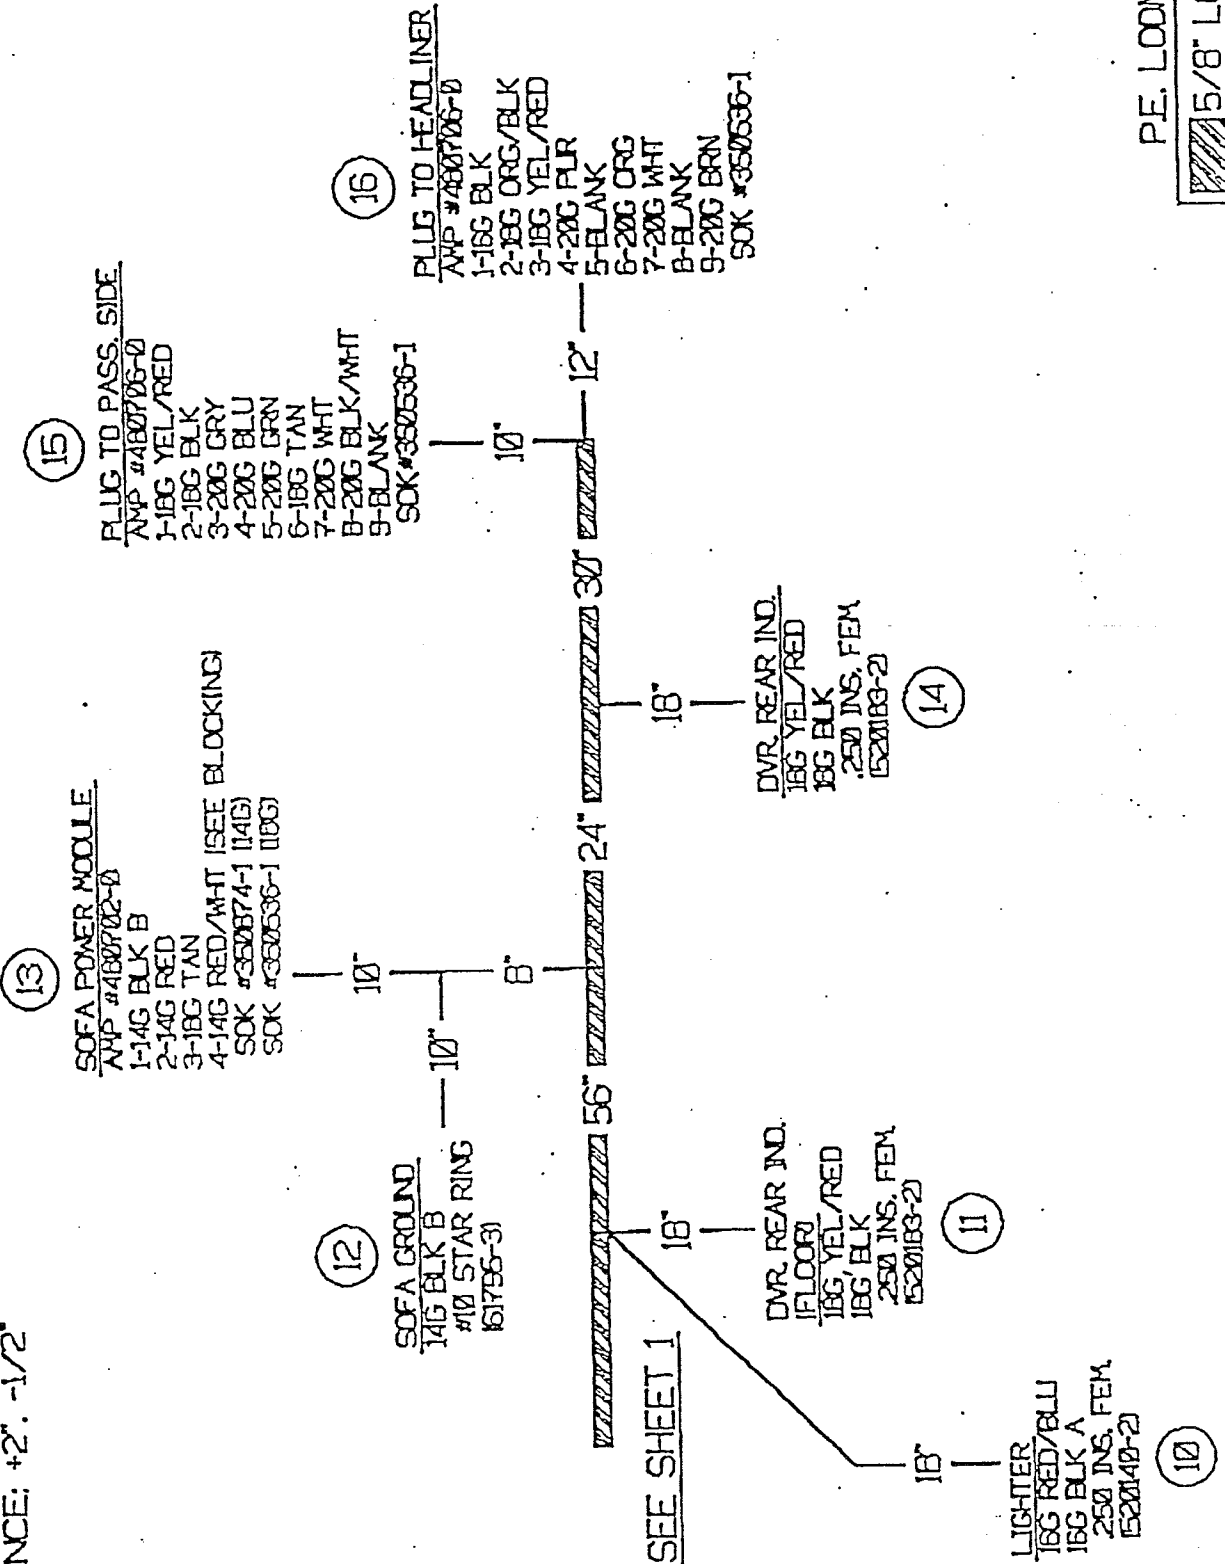 NCE: +2", -1/2"
13
SOFA POWER MODULE
AMP #480702-0
1-14G BLK B
2-14G RED
3-18G TAN
4-14G RED/WHT (SEE BLOCKING)
SOK #350874-1 (14G)
SOK #350536-1 (18G)
15
PLUG TO PASS. SIDE
AMP #480706-0
1-18G YEL/RED
2-18G BLK
3-20G GRY
4-20G BLU
5-20G GRN
6-18G TAN
7-20G WHT
8-20G BLK/WHT
9-BLANK
SOK #350536-1
16
PLUG TO HEADLINER
AMP #480706-0
1-16G BLK
2-18G ORG/BLK
3-18G YEL/RED
4-20G PUR
5-BLANK
6-20G ORG
7-20G WHT
8-BLANK
9-20G BRN
SOK #350536-1
12
SOFA GROUND
14G BLK B
#10 STAR RING
(61795-3)
10"
10"
8"
10"
12"
56"
24"
30"
SEE SHEET 1
18"
18"
18"
LIGHTER
16G RED/BLU
16G BLK A
.250 INS. FEM.
(520140-2)
10
DVR. REAR IND.
(FLOOR)
18G YEL/RED
18G BLK
.250 INS. FEM.
(520183-2)
11
DVR. REAR IND.
18G YEL/RED
18G BLK
.250 INS. FEM.
(520183-2)
14
P.E. LOOM
5/8" L